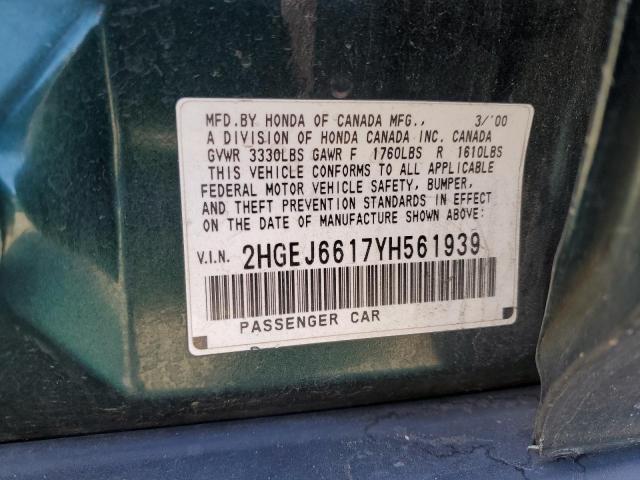 MFD.BY HONDA OF CANADA MFG., 3/'00
A DIVISION OF HONDA CANADA INC. CANADA
GVWR 3330LBS GAWR F 1760LBS R 1610LBS
THIS VEHICLE CONFORMS TO ALL APPLICABLE
FEDERAL MOTOR VEHICLE SAFETY, BUMPER,
AND THEFT PREVENTION STANDARDS IN EFFECT
ON THE DATE OF MANUFACTURE SHOWN ABOVE:
V.I.N. 2HGEJ6617YH561939
PASSENGER CAR